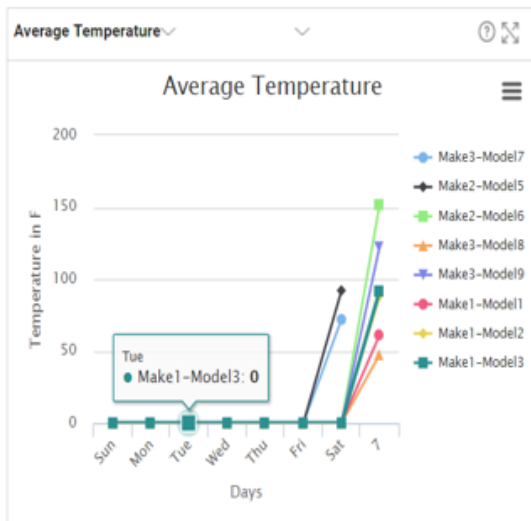 Average Temperature
Average Temperature
200
150
100
50
0
Temperature in F
Tue
Make1-Model3: 0
Sun Mon Tue Wed Thu Fri Sat 7
Days
Make3-Model7
Make2-Model5
Make2-Model6
Make3-Model8
Make3-Model9
Make1-Model1
Make1-Model2
Make1-Model3